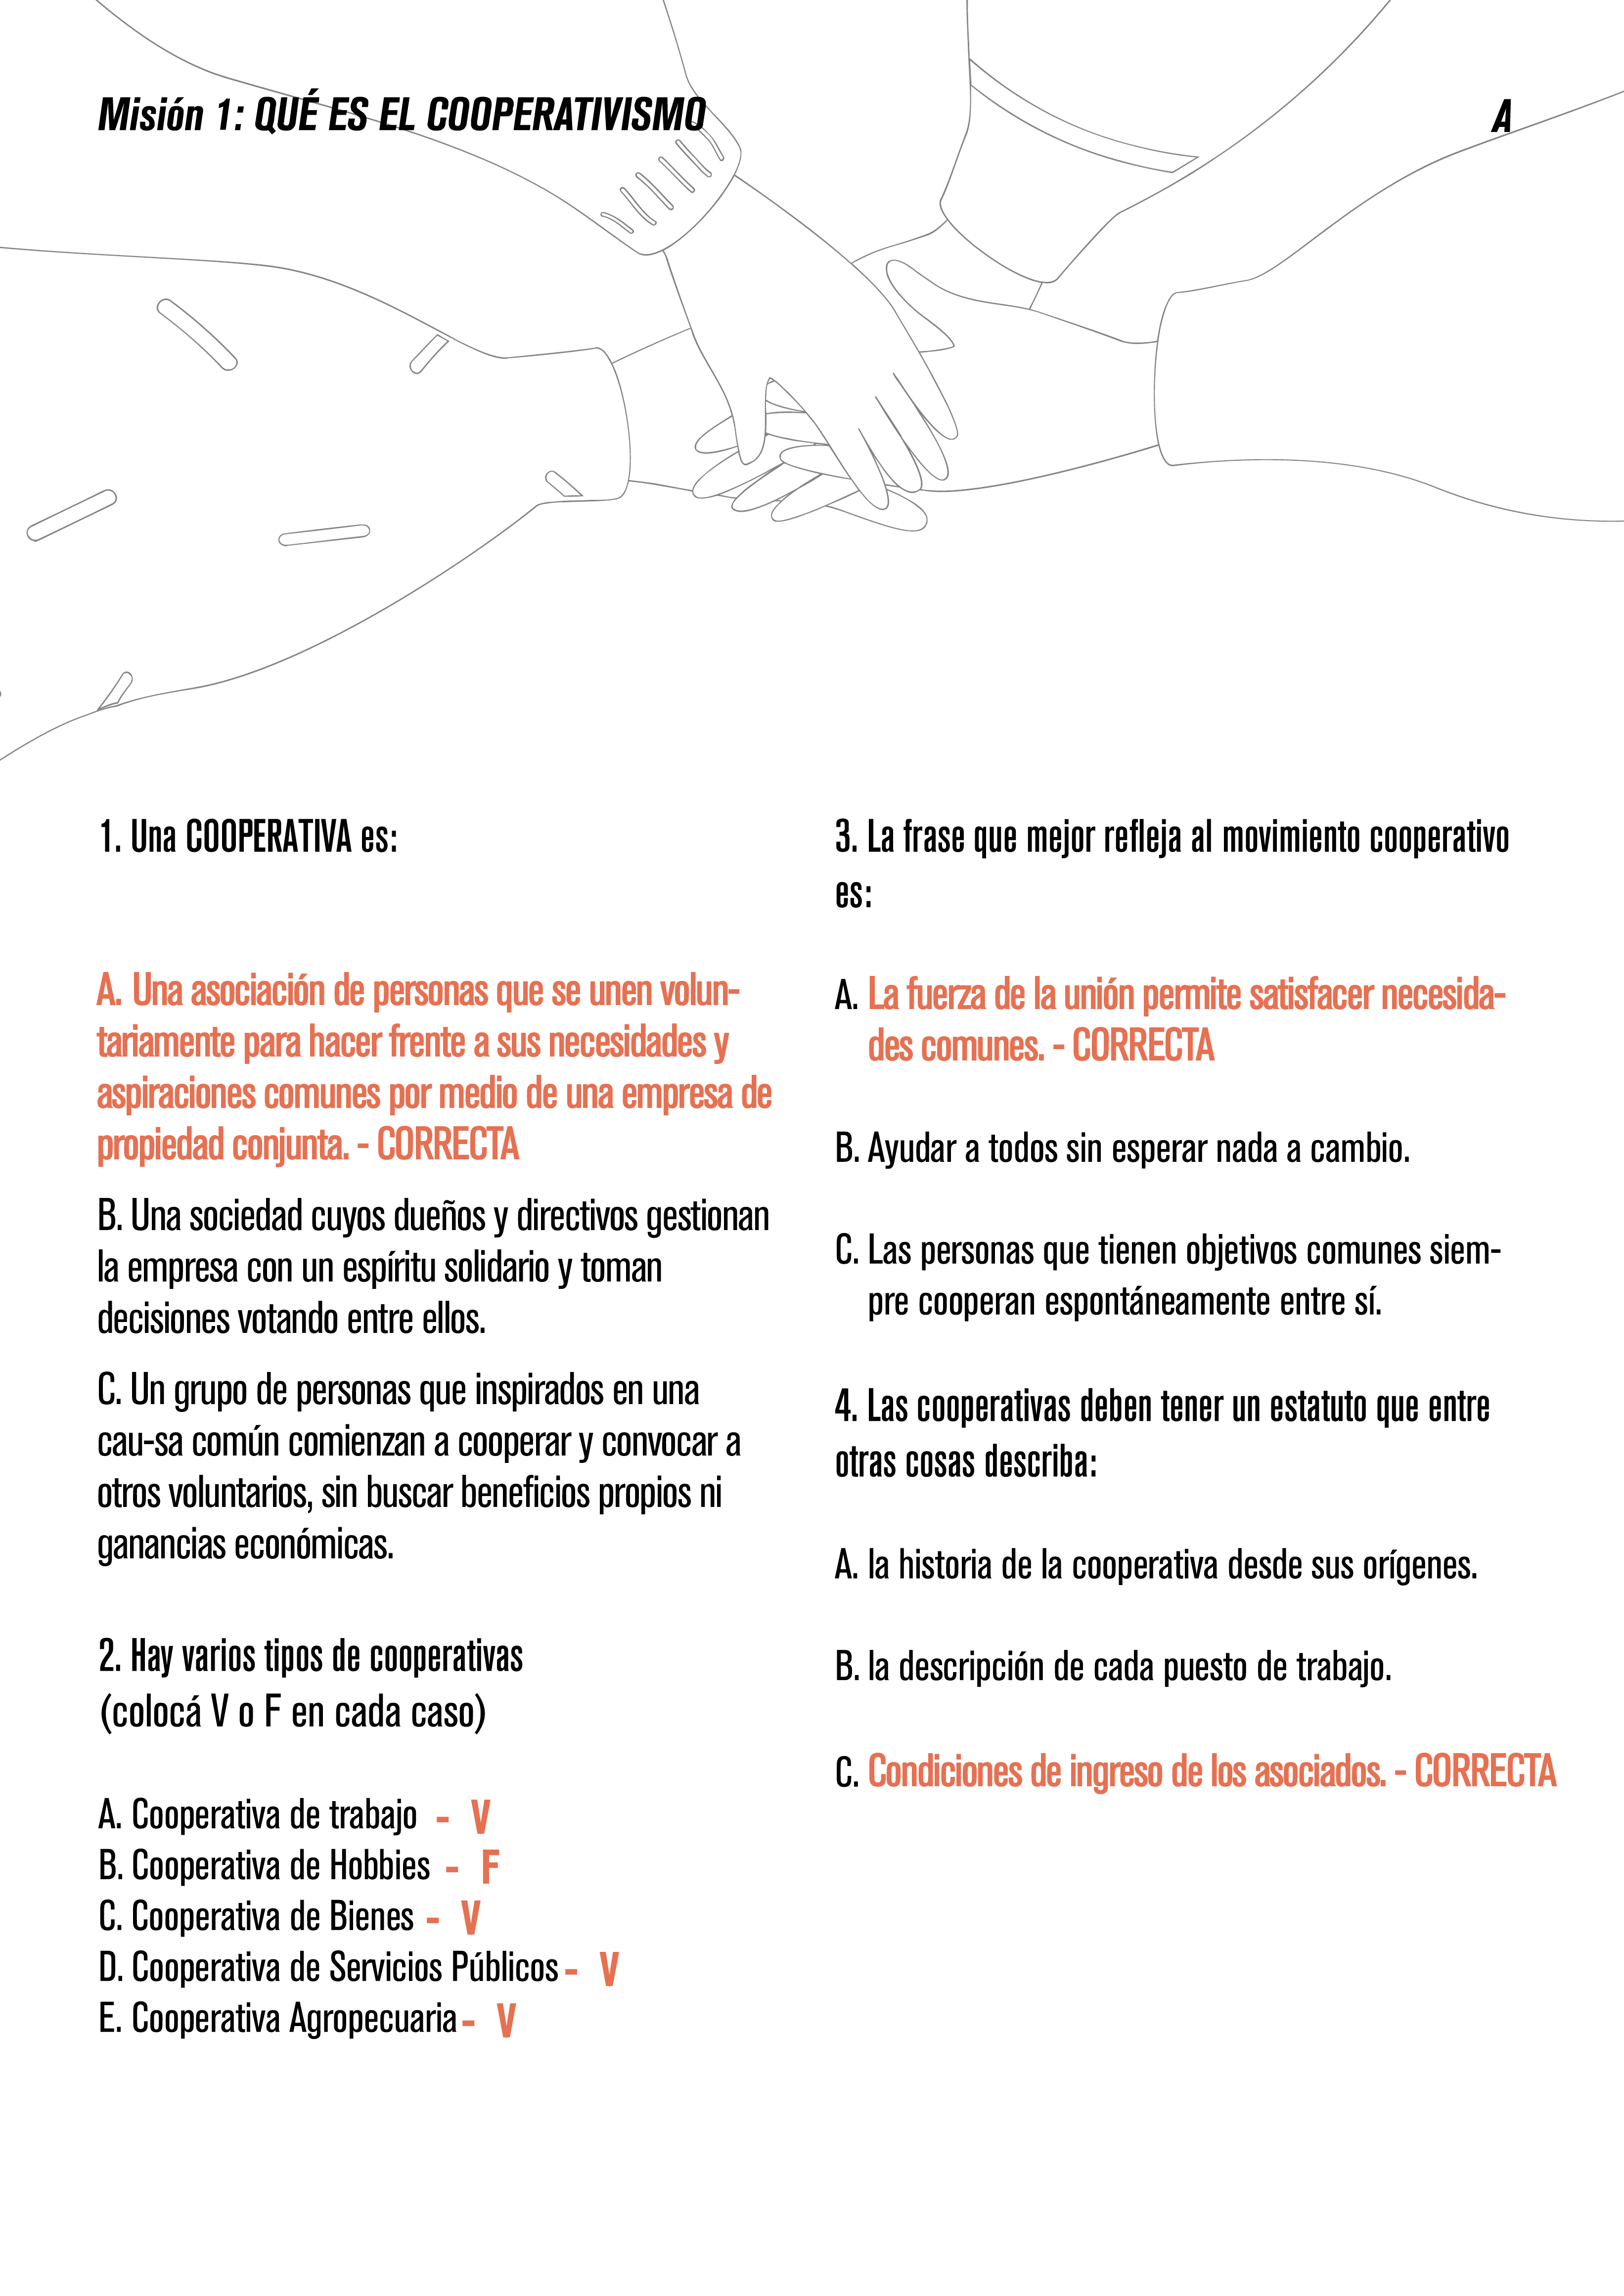 Misión 1: QUÉ ES EL COOPERATIVISMO
A
1. Una COOPERATIVA es:
A. Una asociación de personas que se unen volun-
tariamente para hacer frente a sus necesidades y
aspiraciones comunes por medio de una empresa de
propiedad conjunta. - CORRECTA
B. Una sociedad cuyos dueños y directivos gestionan
la empresa con un espíritu solidario y toman
decisiones votando entre ellos.
C. Un grupo de personas que inspirados en una
cau-sa común comienzan a cooperar y convocar a
otros voluntarios, sin buscar beneficios propios ni
ganancias económicas.
2. Hay varios tipos de cooperativas
(colocá V o F en cada caso)
A. Cooperativa de trabajo - V
B. Cooperativa de Hobbies - F
C. Cooperativa de Bienes - V
D. Cooperativa de Servicios Públicos - V
E. Cooperativa Agropecuaria - V
3. La frase que mejor refleja al movimiento cooperativo
es:
A. La fuerza de la unión permite satisfacer necesida-
des comunes. - CORRECTA
B. Ayudar a todos sin esperar nada a cambio.
C. Las personas que tienen objetivos comunes siem-
pre cooperan espontáneamente entre sí.
4. Las cooperativas deben tener un estatuto que entre
otras cosas describa:
A. la historia de la cooperativa desde sus orígenes.
B. la descripción de cada puesto de trabajo.
C. Condiciones de ingreso de los asociados. - CORRECTA